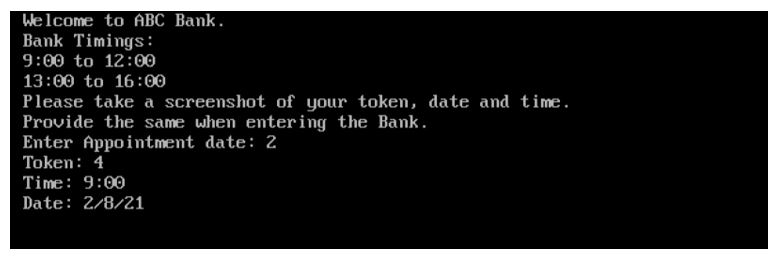 Welcome to ABC Bank.
Bank Timings:
9:00 to 12:00
13:00 to 16:00
Please take a screenshot of your token, date and time.
Provide the same when entering the Bank.
Enter Appointment date: 2
Token: 4
Time: 9:00
Date: 2/8/21